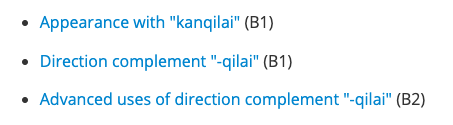 Appearance with "kanqilai" (B1)
Direction complement "-qilai" (B1)
Advanced uses of direction complement "-qilai" (B2)